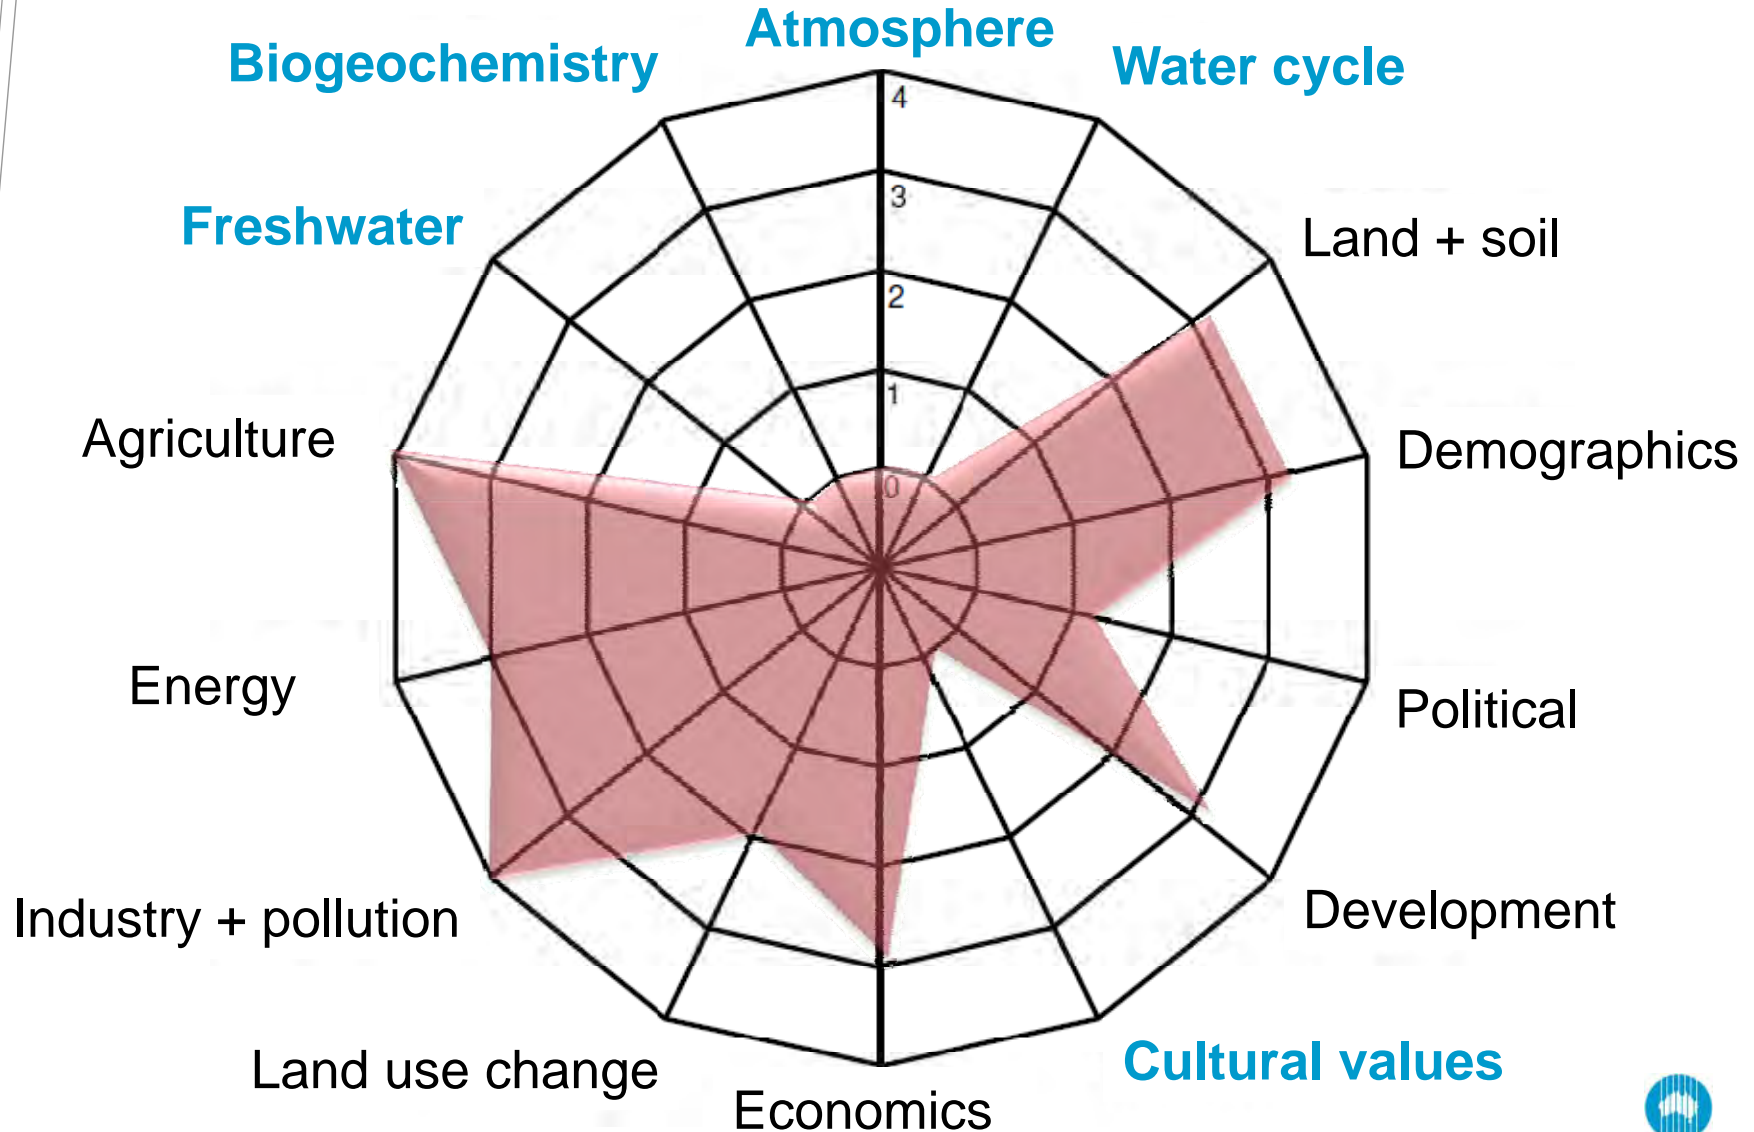 Atmosphere
Biogeochemistry
Water cycle
4
3
Freshwater
Land + soil
2
1
Agriculture
Demographics
0
Energy
Political
Industry + pollution
Development
Land use change
Cultural values
Economics